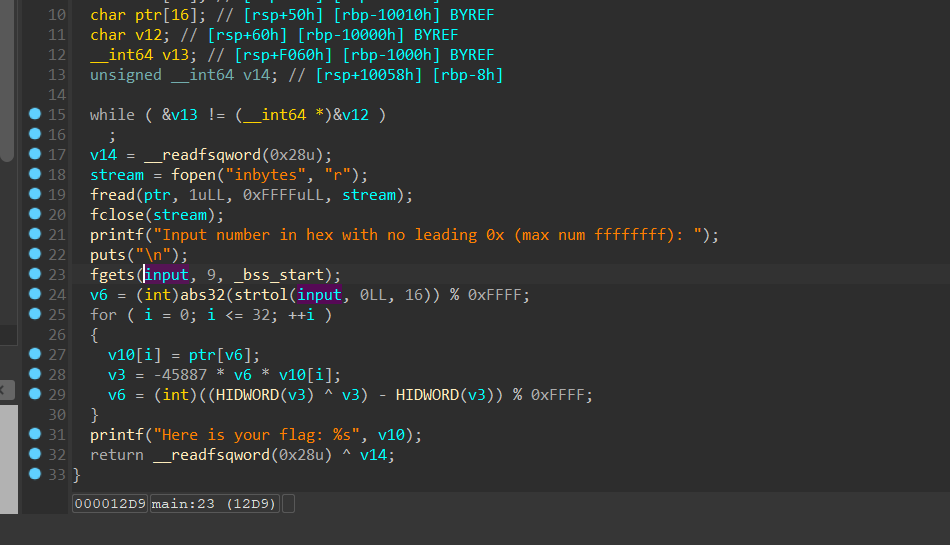 10 char ptr[16]; // [rsp+50h] [rbp-10010h] BYREF
11 char v12; // [rsp+60h] [rbp-10000h] BYREF
12 __int64 v13; // [rsp+F060h] [rbp-1000h] BYREF
13 unsigned __int64 v14; // [rsp+10058h] [rbp-8h]
14
15 while ( &v13 != (__int64 *)&v12 )
16 ;
17 v14 = __readfsqword(0x28u);
18 stream = fopen("inbytes", "r");
19 fread(ptr, 1uLL, 0xFFFFuLL, stream);
20 fclose(stream);
21 printf("Input number in hex with no leading 0x (max num ffffffff): ");
22 puts("\n");
23 fgets(input, 9, _bss_start);
24 v6 = (int)abs32(strtol(input, 0LL, 16)) % 0xFFFF;
25 for ( i = 0; i <= 32; ++i )
26 {
27 v10[i] = ptr[v6];
28 v3 = -45887 * v6 * v10[i];
29 v6 = (int)((HIDWORD(v3) ^ v3) - HIDWORD(v3)) % 0xFFFF;
30 }
31 printf("Here is your flag: %s", v10);
32 return __readfsqword(0x28u) ^ v14;
33 }
000012D9 main:23 (12D9)